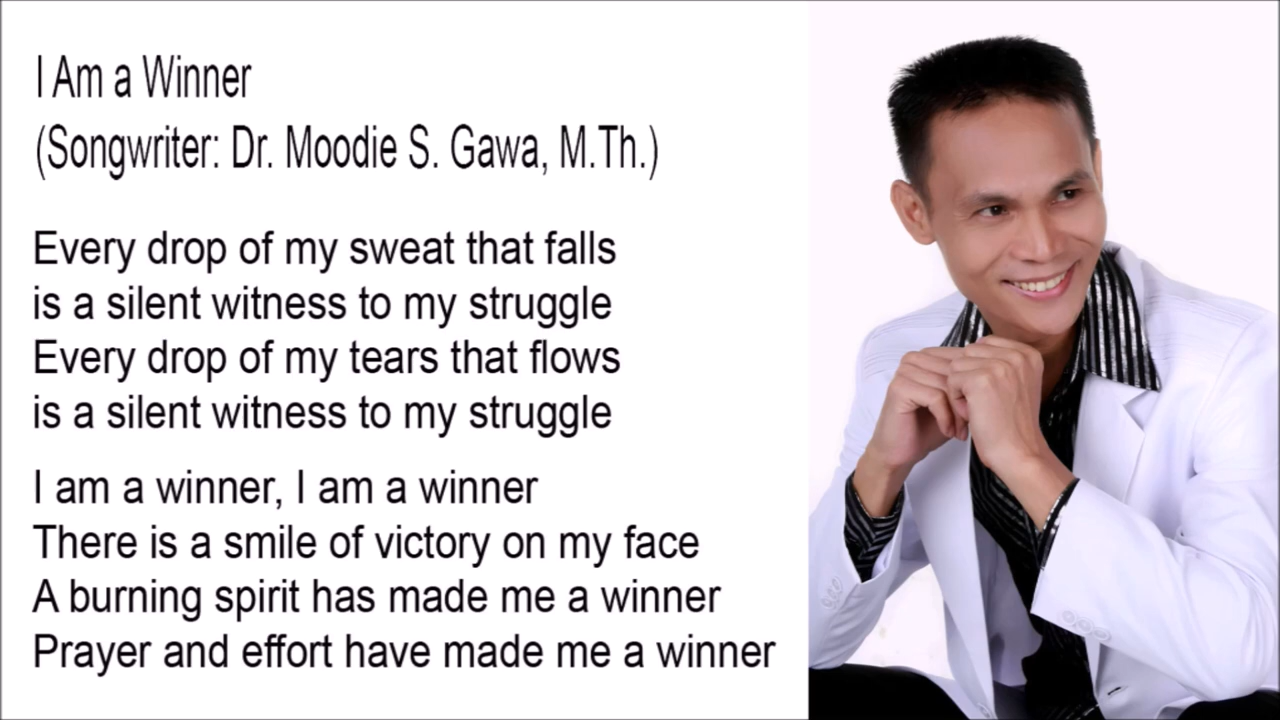 I Am a Winner
(Songwriter: Dr. Moodie S. Gawa, M.Th.)
Every drop of my sweat that falls
is a silent witness to my struggle
Every drop of my tears that flows
is a silent witness to my struggle
I am a winner, I am a winner
There is a smile of victory on my face
A burning spirit has made me a winner
Prayer and effort have made me a winner